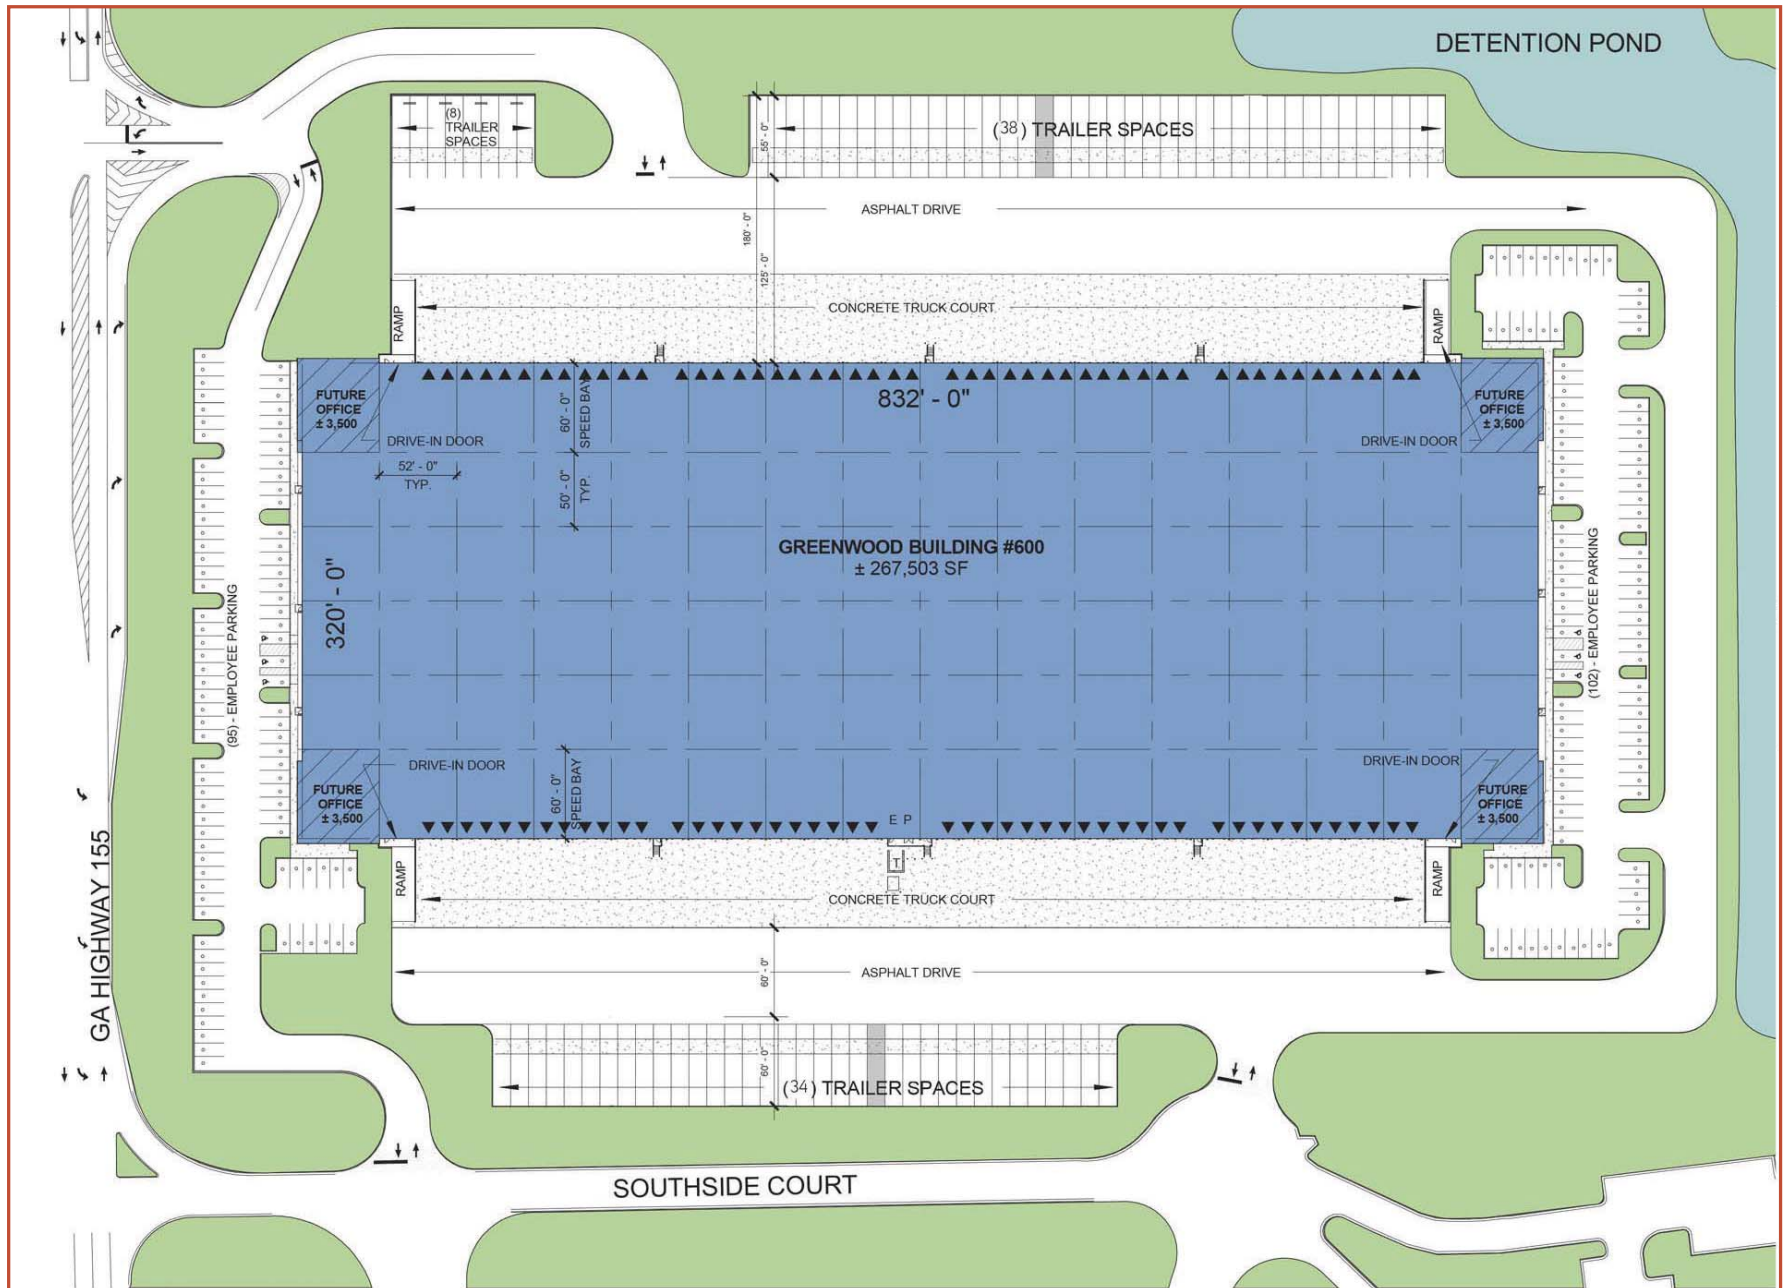 DETENTION POND
(8)
TRAILER
SPACES
(38) TRAILER SPACES
55' - 0"
ASPHALT DRIVE
180' - 0"
125' - 0"
CONCRETE TRUCK COURT
RAMP
RAMP
FUTURE
OFFICE
± 3,500
60' - 0"
SPEED BAY
832' - 0"
FUTURE
OFFICE
± 3,500
DRIVE-IN DOOR
DRIVE-IN DOOR
52' - 0"
TYP.
50' - 0"
TYP.
GREENWOOD BUILDING #600
± 267,503 SF
320' - 0"
(95) - EMPLOYEE PARKING
(102) - EMPLOYEE PARKING
DRIVE-IN DOOR
DRIVE-IN DOOR
60' - 0"
SPEED BAY
FUTURE
OFFICE
± 3,500
FUTURE
OFFICE
± 3,500
E P
T
GA HIGHWAY 155
RAMP
RAMP
CONCRETE TRUCK COURT
60' - 0"
ASPHALT DRIVE
60' - 0"
(34) TRAILER SPACES
SOUTHSIDE COURT